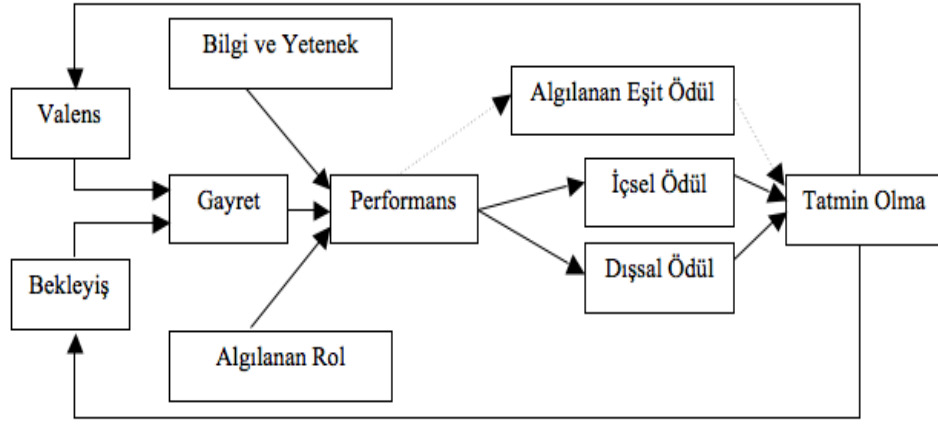 Bilgi ve Yetenek
Algılanan Eşit Ödül
Valens
Gayret
Performans
İçsel Ödül
Tatmin Olma
Bekleyiş
Dışsal Ödül
Algılanan Rol